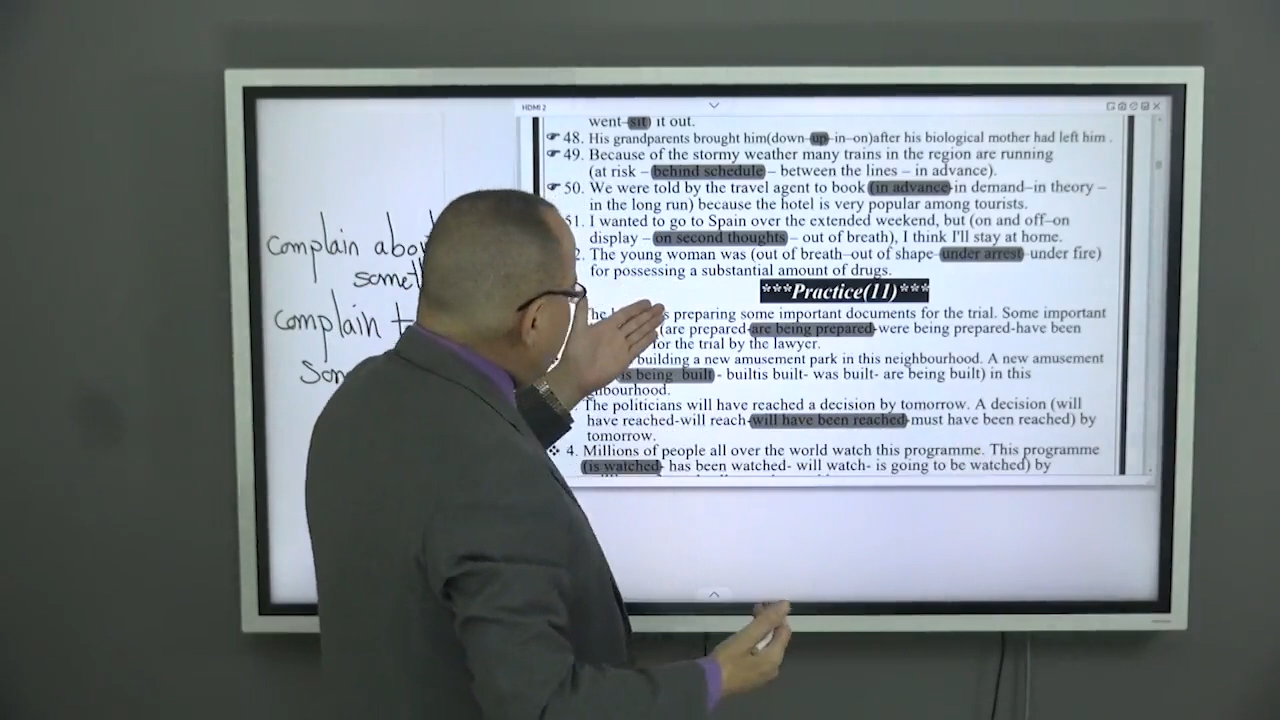 HDMI 2
went–sit) it out.
48. His grandparents brought him(down–up–in–on)after his biological mother had left him .
49. Because of the stormy weather many trains in the region are running
(at risk – behind schedule – between the lines – in advance).
50. We were told by the travel agent to book (in advance–in demand–in theory –
in the long run) because the hotel is very popular among tourists.
51. I wanted to go to Spain over the extended weekend, but (on and off–on
display – on second thoughts – out of breath), I think I'll stay at home.
The young woman was (out of breath–out of shape–under arrest–under fire)
for possessing a substantial amount of drugs.
***Practice(11)***
preparing some important documents for the trial. Some important
(are prepared-are being prepared-were being prepared-have been
for the trial by the lawyer.
building a new amusement park in this neighbourhood. A new amusement
is being built - builtis built- was built- are being built) in this
The politicians will have reached a decision by tomorrow. A decision (will
have reached-will reach-will have been reached-must have been reached) by
tomorrow.
4. Millions of people all over the world watch this programme. This programme
(is watched- has been watched- will watch- is going to be watched) by
complain
complain